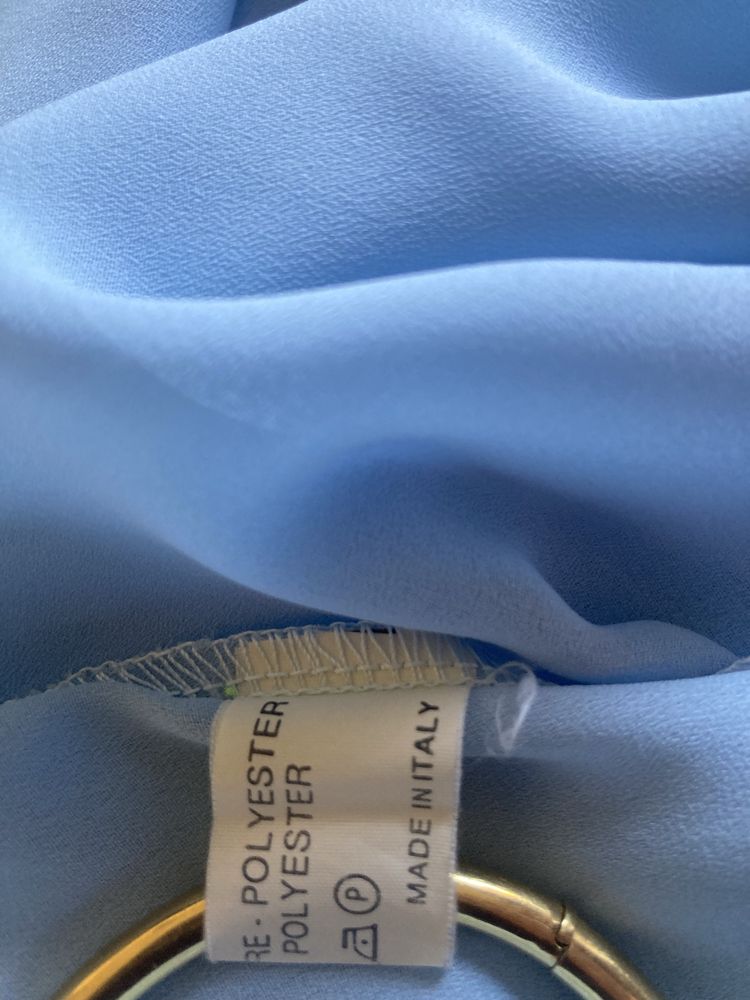 RE · POLYESTER
POLYESTER
P
MADE IN ITALY